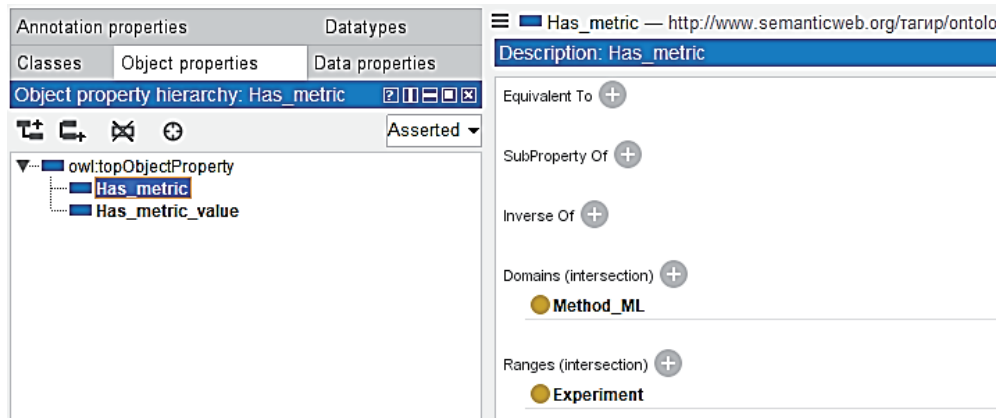 Annotation properties
Datatypes
Classes
Object properties
Data properties
Object property hierarchy: Has_metric
Asserted
owl:topObjectProperty
Has_metric
Has_metric_value
Has_metric — http://www.semanticweb.org/тагир/ontolo
Description: Has_metric
Equivalent To
SubProperty Of
Inverse Of
Domains (intersection)
Method_ML
Ranges (intersection)
Experiment